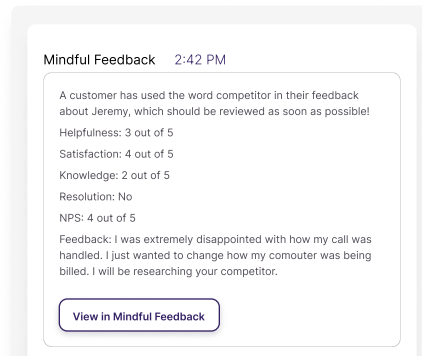 Mindful Feedback 2:42 PM
A customer has used the word competitor in their feedback
about Jeremy, which should be reviewed as soon as possible!
Helpfulness: 3 out of 5
Satisfaction: 4 out of 5
Knowledge: 2 out of 5
Resolution: No
NPS: 4 out of 5
Feedback: I was extremely disappointed with how my call was
handled. I just wanted to change how my comouter was being
billed. I will be researching your competitor.
View in Mindful Feedback